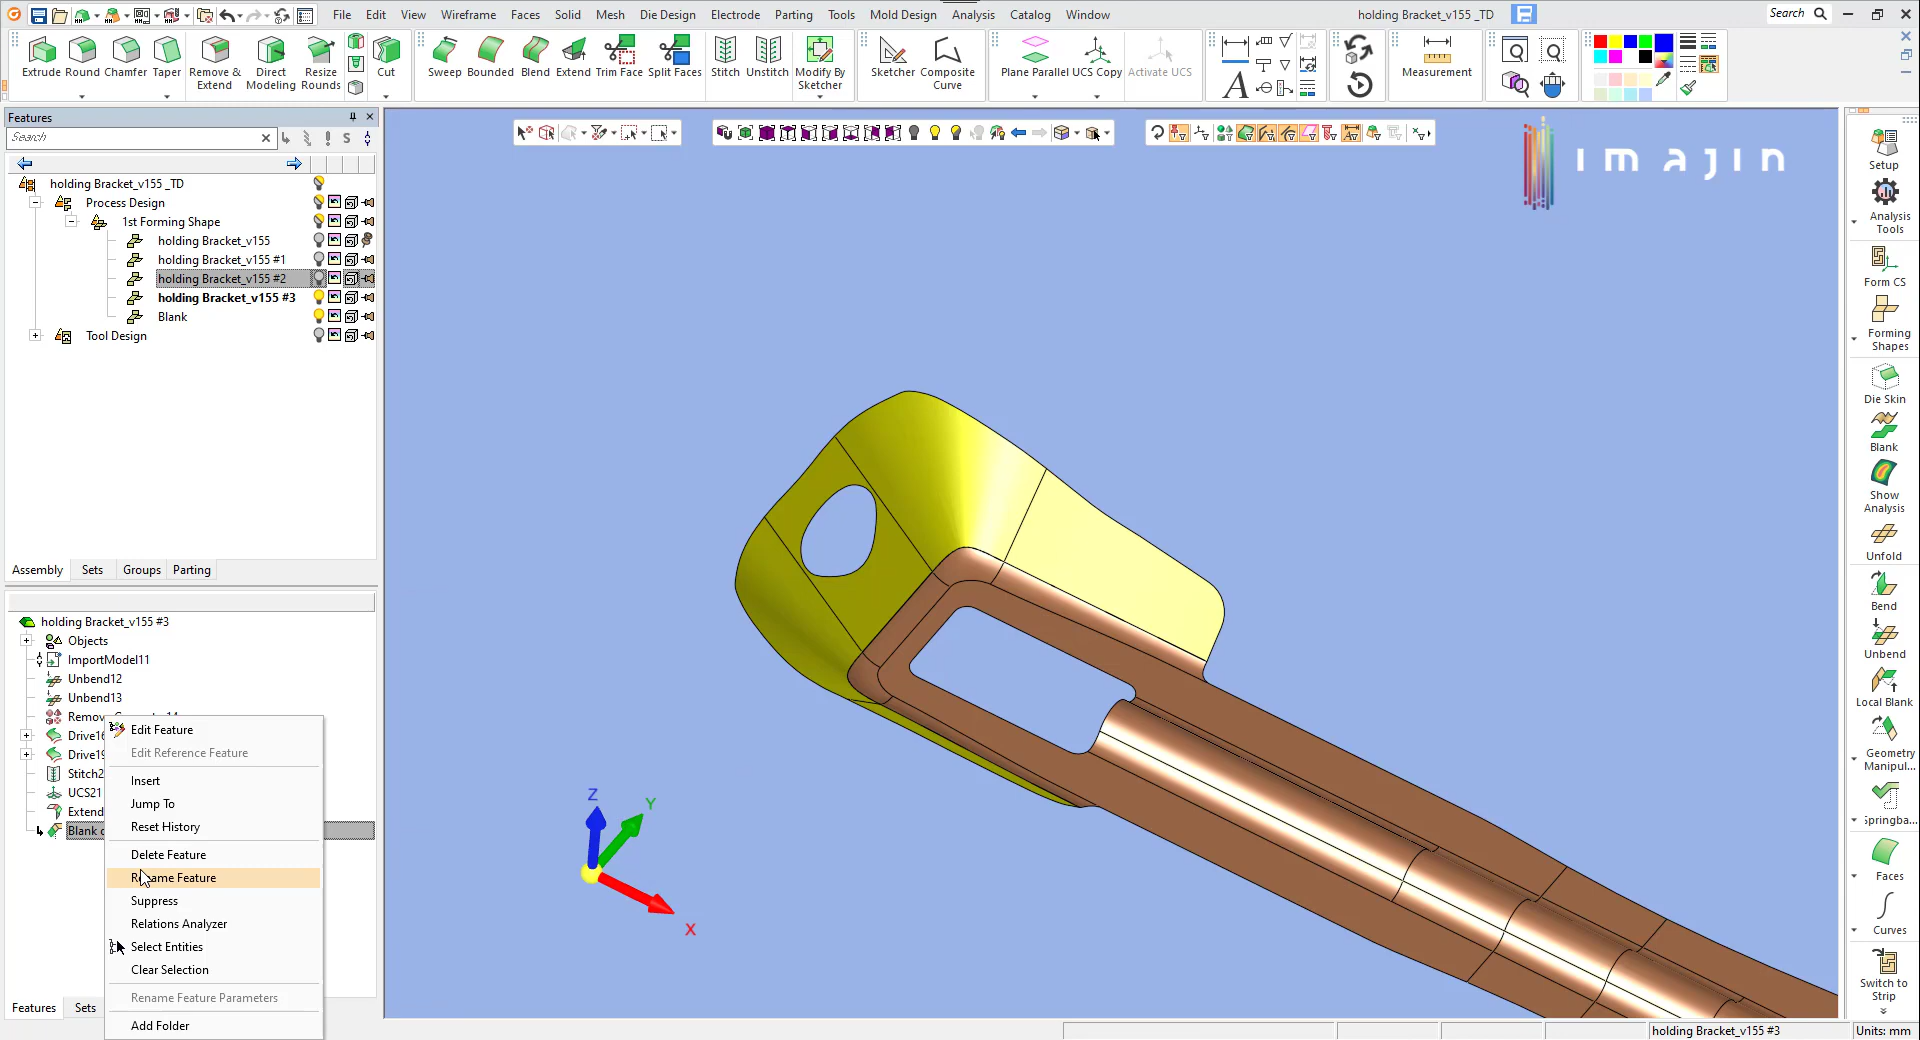 File Edit View Wireframe Faces Solid Mesh Die Design Electrode Parting Tools Mold Design Analysis Catalog Window
holding Bracket_v155 _TD
Search
Extrude Round Chamfer Taper
Remove & Extend
Direct Modeling
Resize Rounds
Cut
Sweep Bounded Blend Extend Trim Face Split Faces
Stitch Unstitch
Modify By Sketcher
Sketcher
Composite Curve
Plane Parallel UCS Copy Activate UCS
A
Measurement
Features
Search
S
holding Bracket_v155 _TD
Process Design
1st Forming Shape
holding Bracket_v155
holding Bracket_v155 #1
holding Bracket_v155 #2
holding Bracket_v155 #3
Blank
Tool Design
Assembly Sets Groups Parting
holding Bracket_v155 #3
Objects
ImportModel11
Unbend12
Unbend13
Drive16
Drive19
UCS21
Extend
Blank
Edit Feature
Edit Reference Feature
Insert
Jump To
Reset History
Delete Feature
Rename Feature
Suppress
Relations Analyzer
Select Entities
Clear Selection
Rename Feature Parameters
Add Folder
Features Sets
imajin
Z
Y
X
Setup
Analysis Tools
Form CS
Forming Shapes
Die Skin
Blank
Show Analysis
Unfold
Bend
Unbend
Local Blank
Geometry Manipul...
Springba...
Faces
Curves
Switch to Strip
holding Bracket_v155 #3
Units: mm